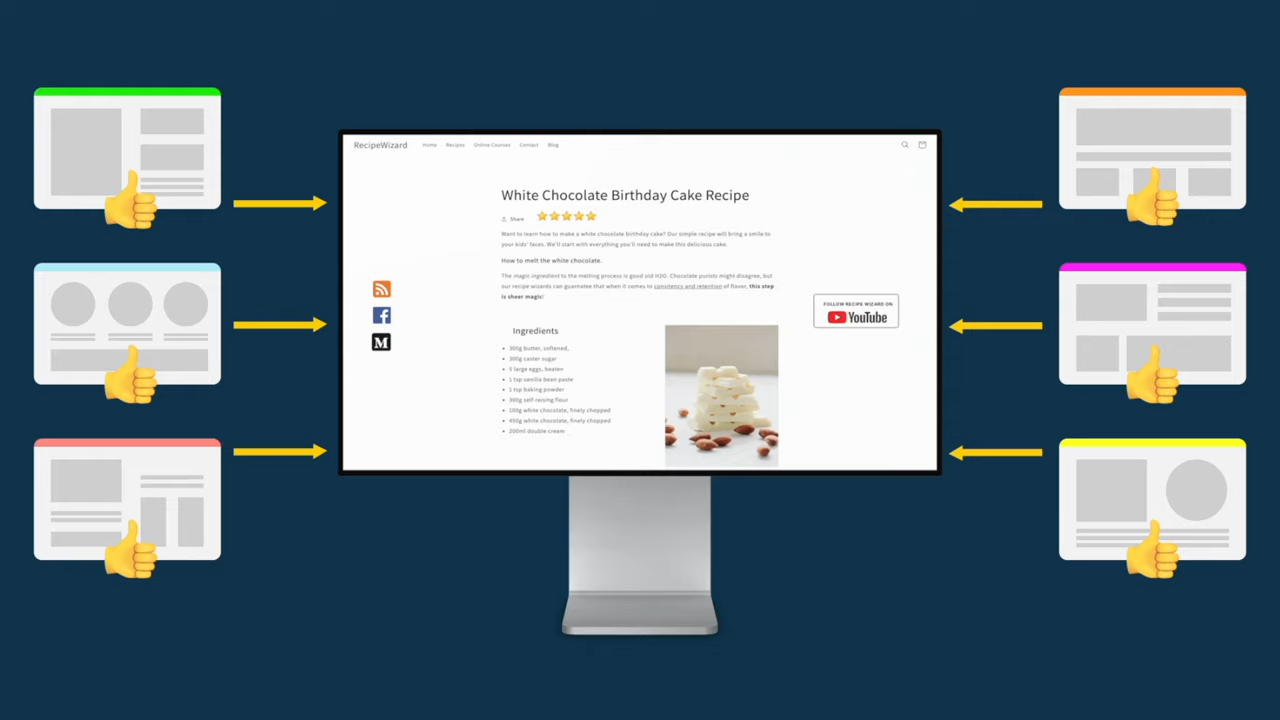 RecipeWizard Home Recipes Online Courses Contact Blog
White Chocolate Birthday Cake Recipe
Share
Want to learn how to make a white chocolate birthday cake? Our simple recipe will bring a smile to
your kids' faces. We'll start with everything you'll need to make this delicious cake.
How to melt the white chocolate.
The magic ingredient to the melting process is good old H2O. Chocolate purists might disagree, but
our recipe wizards can guarantee that when it comes to consitency and retention of flavor, this step
is sheer magic!
FOLLOW RECIPE WIZARD ON
YouTube
M
Ingredients
300g butter, softened,
300g caster sugar
5 large eggs, beaten
1 tsp vanilla bean paste
1 tsp baking powder
300g self-raising flour
100g white chocolate, finely chopped
450g white chocolate, finely chopped
200ml double cream